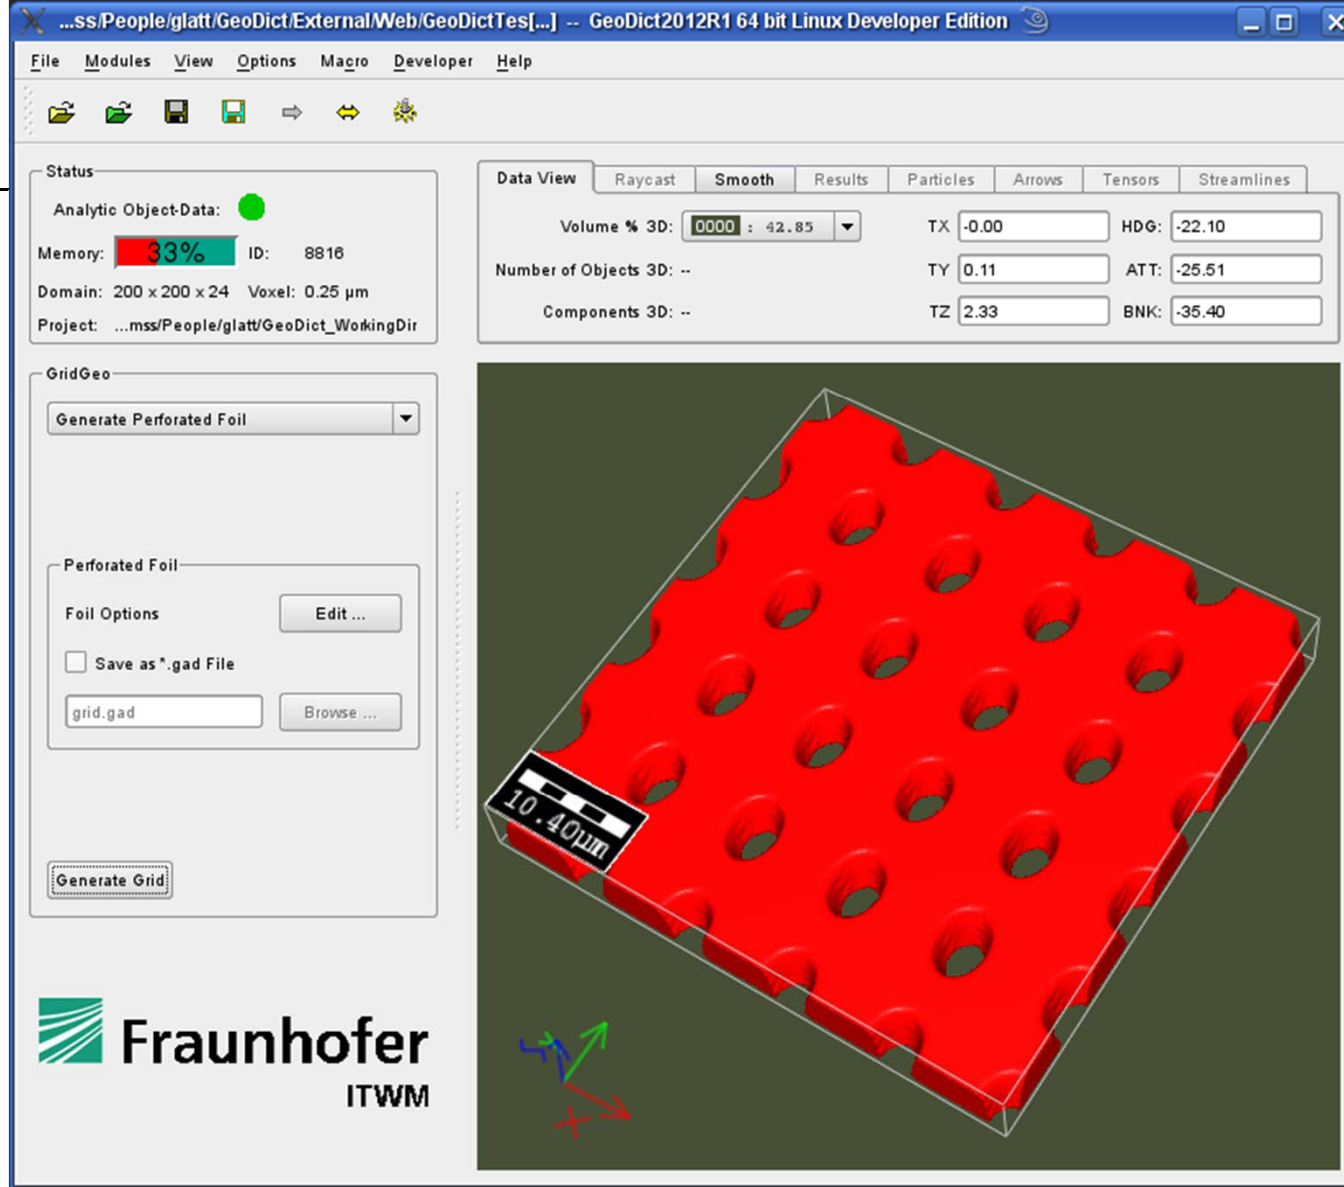 ...ss/People/glatt/GeoDict/External/Web/GeoDictTes[...] -- GeoDict2012R1 64 bit Linux Developer Edition
File Modules View Options Macro Developer Help
Status
Analytic Object-Data:
Memory: 33% ID: 8816
Domain: 200 x 200 x 24 Voxel: 0.25 µm
Project: ...mss/People/glatt/GeoDict_WorkingDir
GridGeo
Generate Perforated Foil
Perforated Foil
Foil Options Edit ...
Save as *.gad File
grid.gad Browse ...
Generate Grid
Fraunhofer
ITWM
Data View Raycast Smooth Results Particles Arrows Tensors Streamlines
Volume % 3D: 0000 : 42.85 TX -0.00 HDG: -22.10
Number of Objects 3D: -- TY 0.11 ATT: -25.51
Components 3D: -- TZ 2.33 BNK: -35.40
10.40µm
X